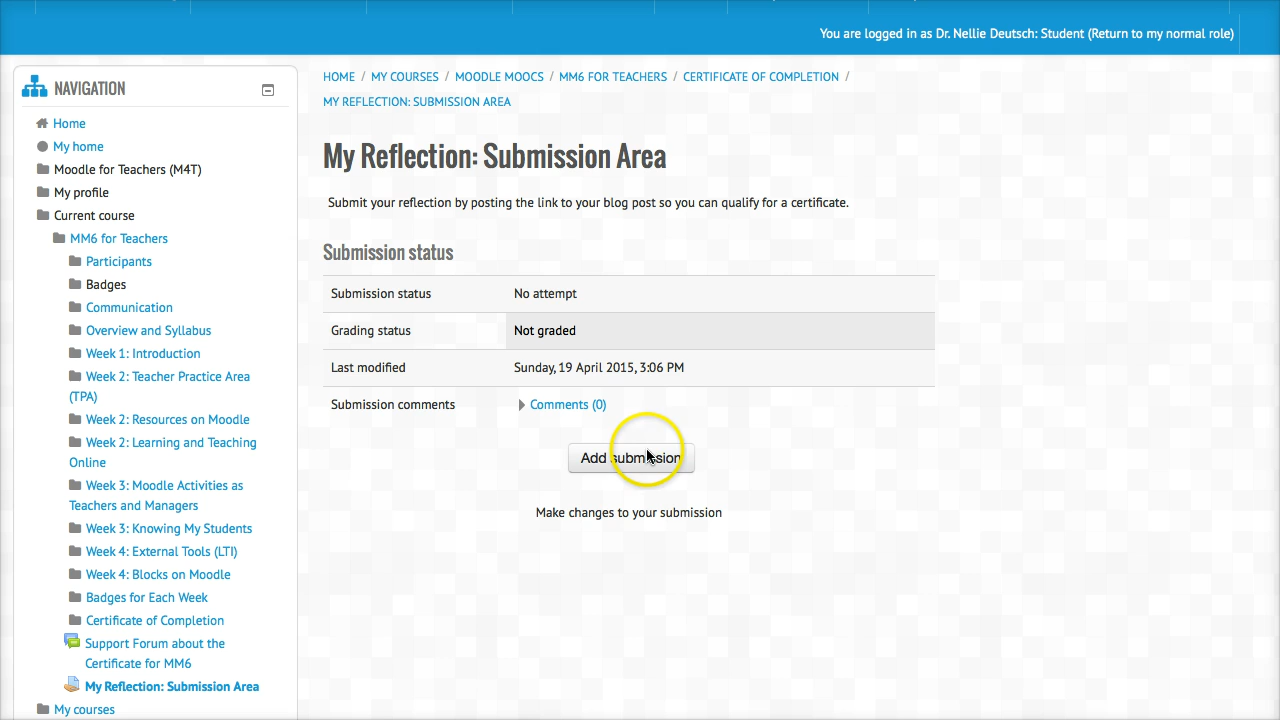 You are logged in as Dr. Nellie Deutsch: Student (Return to my normal role)
NAVIGATION
Home
My home
Moodle for Teachers (M4T)
My profile
Current course
MM6 for Teachers
Participants
Badges
Communication
Overview and Syllabus
Week 1: Introduction
Week 2: Teacher Practice Area
(TPA)
Week 2: Resources on Moodle
Week 2: Learning and Teaching
Online
Week 3: Moodle Activities as
Teachers and Managers
Week 3: Knowing My Students
Week 4: External Tools (LTI)
Week 4: Blocks on Moodle
Badges for Each Week
Certificate of Completion
Support Forum about the
Certificate for MM6
My Reflection: Submission Area
My courses
HOME / MY COURSES / MOODLE MOOCS / MM6 FOR TEACHERS / CERTIFICATE OF COMPLETION /
MY REFLECTION: SUBMISSION AREA
My Reflection: Submission Area
Submit your reflection by posting the link to your blog post so you can qualify for a certificate.
Submission status
Submission status No attempt
Grading status Not graded
Last modified Sunday, 19 April 2015, 3:06 PM
Submission comments Comments (0)
Add submission
Make changes to your submission